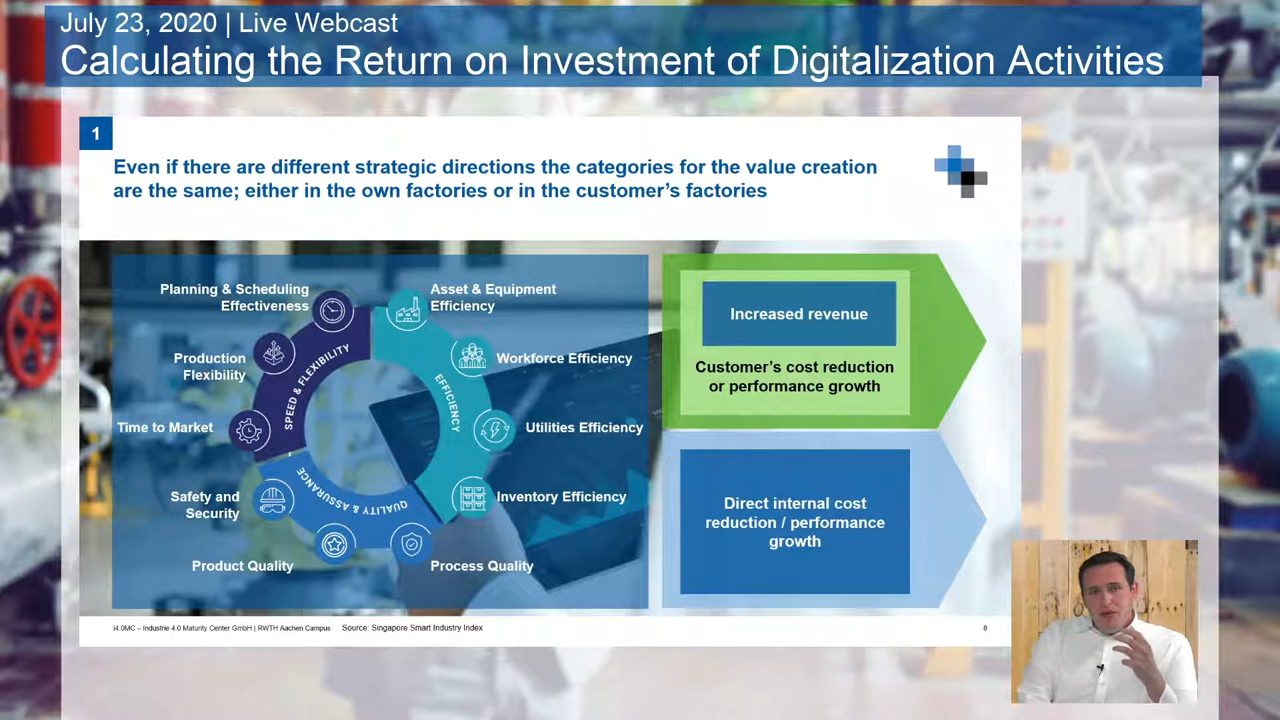 July 23, 2020 | Live Webcast
Calculating the Return on Investment of Digitalization Activities
1
Even if there are different strategic directions the categories for the value creation
are the same; either in the own factories or in the customer's factories
Planning & Scheduling
Effectiveness
Production
Flexibility
Time to Market
Safety and
Security
Product Quality
Asset & Equipment
Efficiency
Workforce Efficiency
Utilities Efficiency
Inventory Efficiency
Process Quality
SPEED & FLEXIBILITY
EFFICIENCY
QUALITY & ASSURANCE
Increased revenue
Customer's cost reduction
or performance growth
Direct internal cost
reduction / performance
growth
i4.0MC – Industrie 4.0 Maturity Center GmbH | RWTH Aachen Campus
Source: Singapore Smart Industry Index
8